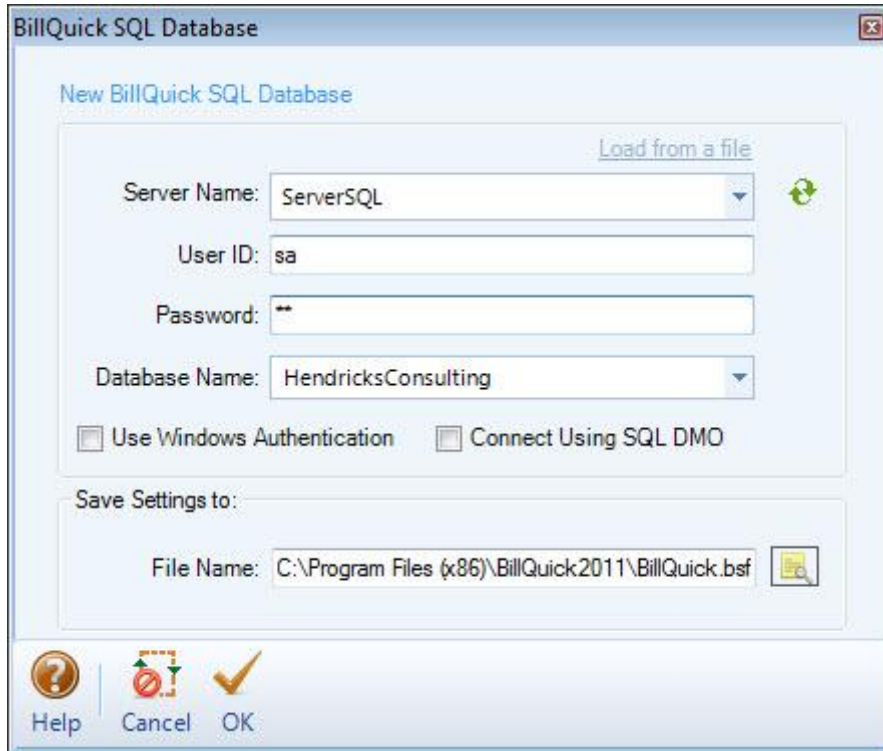 BillQuick SQL Database
New BillQuick SQL Database
Load from a file
Server Name: ServerSQL
User ID: sa
Password: **
Database Name: HendricksConsulting
Use Windows Authentication Connect Using SQL DMO
Save Settings to:
File Name: C:\Program Files (x86)\BillQuick2011\BillQuick.bsf
Help Cancel OK